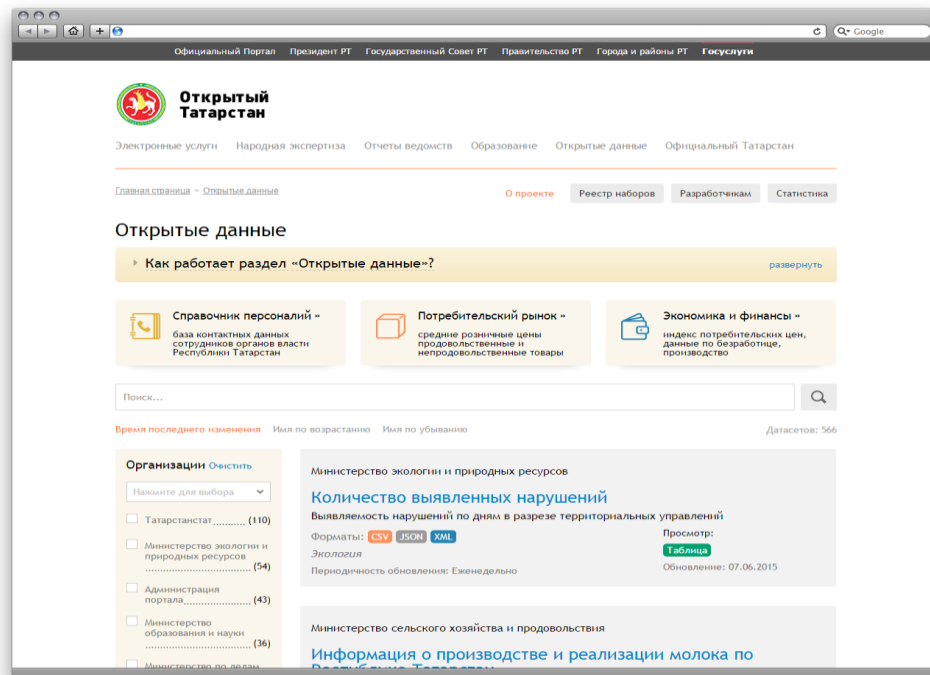 Google
Официальный Портал Президент РТ Государственный Совет РТ Правительство РТ Города и районы РТ Госуслуги
Открытый
Татарстан
Электронные услуги Народная экспертиза Отчеты ведомств Образование Открытые данные Официальный Татарстан
Главная страница » Открытые данные
О проекте Реестр наборов Разработчикам Статистика
Открытые данные
Как работает раздел «Открытые данные»? развернуть
Справочник персоналий »
база контактных данных
сотрудников органов власти
Республики Татарстан
Потребительский рынок »
средние розничные цены
продовольственные и
непродовольственные товары
Экономика и финансы »
индекс потребительских цен,
данные по безработице,
производство
Поиск...
Время последнего изменения Имя по возрастанию Имя по убыванию Датасетов: 566
Организации Очистить
Нажмите для выбора
Татарстанстат (110)
Министерство экологии и
природных ресурсов
(54)
Администрация
портала (43)
Министерство
образования и науки
(36)
Министерство по делам
Министерство экологии и природных ресурсов
Количество выявленных нарушений
Выявляемость нарушений по дням в разрезе территориальных управлений
Форматы: CSV JSON XML
Экология
Периодичность обновления: Еженедельно
Просмотр:
Таблица
Обновление: 07.06.2015
Министерство сельского хозяйства и продовольствия
Информация о производстве и реализации молока по
Республике Татарстан